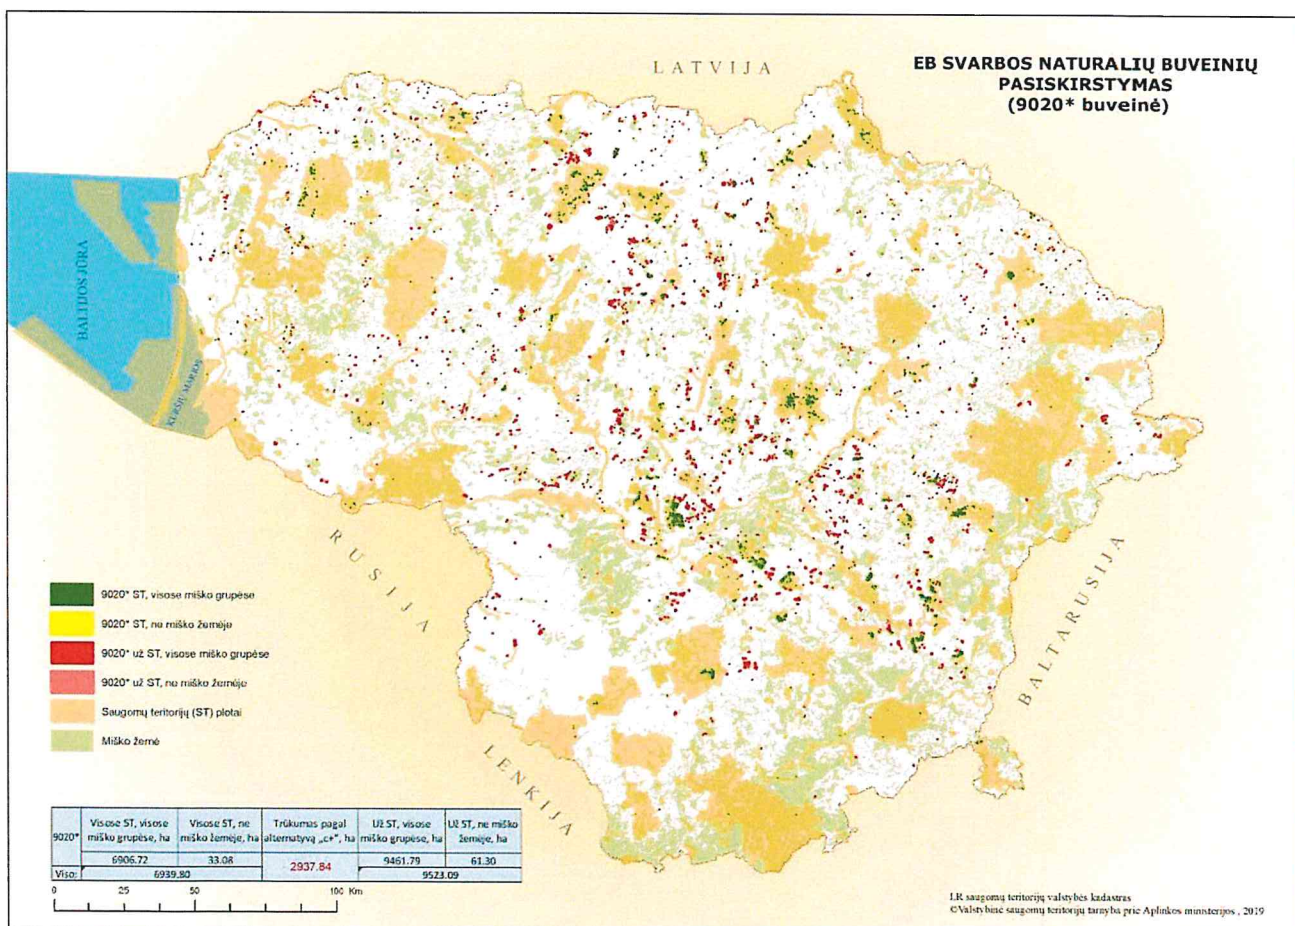 LATVIJA
EB SVARBOS NATURALIŲ BUVEINIŲ
PASISKIRSTYMAS
(9020* buveinė)
BALTIJOS JŪRA
KURŠIŲ MARIOS
RUSIJA
LENKIJA
BALTARUSIJA
9020* ST, visose miško grupėse
9020* ST, ne miško žemėje
9020* už ST, visose miško grupėse
9020* už ST, ne miško žemėje
Saugomų teritorijų (ST) plotai
Miško žemė
9020*
Visose ST, visose
miško grupėse, ha
Visose ST, ne
miško žemėje, ha
Trūkumas pagal
alternatyvą „c+", ha
Už ST, visose
miško grupėse, ha
Už ST, ne miško
žemėje, ha
6906.72
33.08
2937.84
9461.79
61.30
Viso:
6939.80
9523.09
0 25 50 100 Km
LR saugomų teritorijų valstybės kadastras
©Valstybinė saugomų teritorijų tarnyba prie Aplinkos ministerijos , 2019